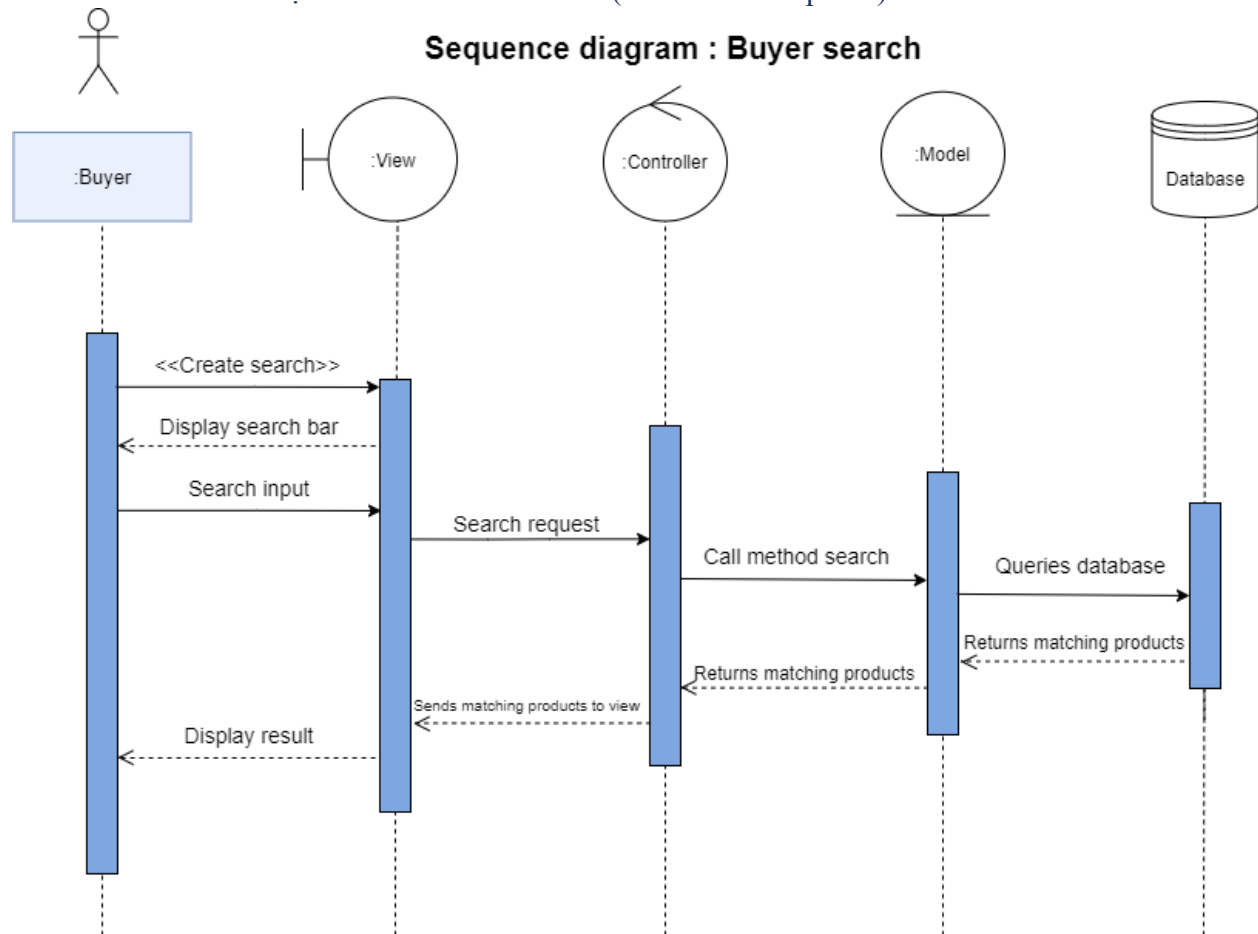 Sequence diagram : Buyer search
:Buyer
:View
:Controller
:Model
Database
<<Create search>>
Display search bar
Search input
Search request
Call method search
Queries database
Returns matching products
Returns matching products
Sends matching products to view
Display result